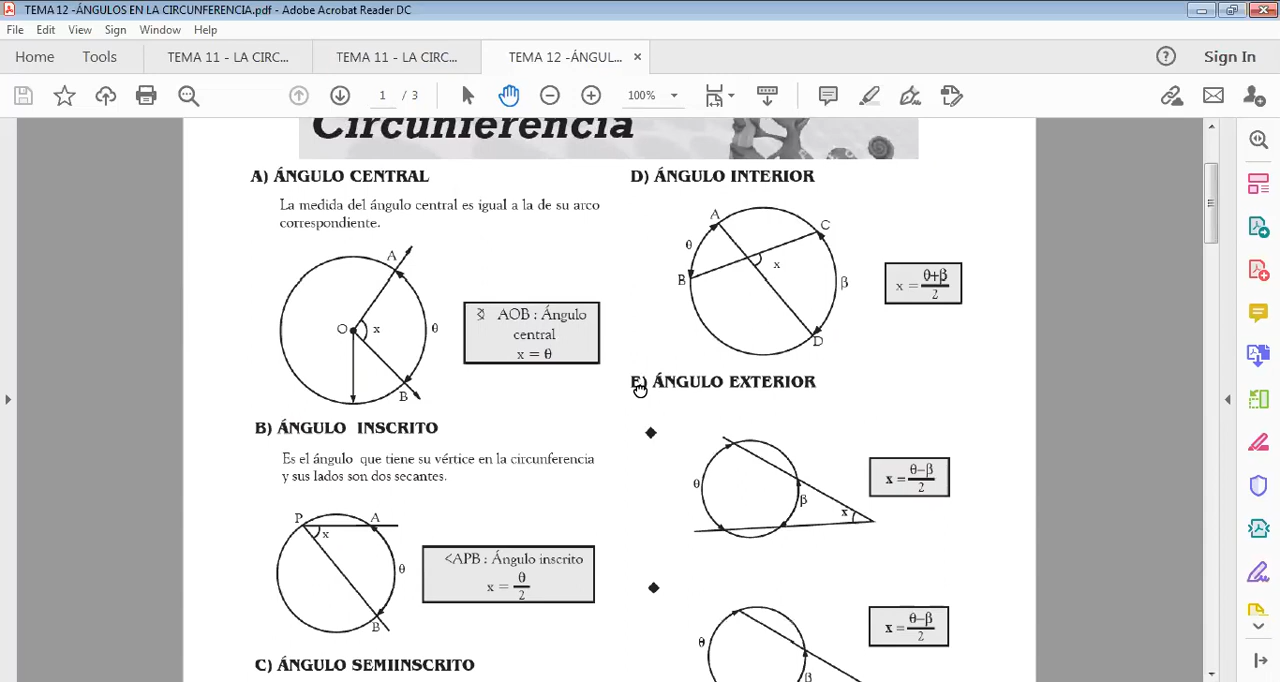 TEMA 12 -ÁNGULOS EN LA CIRCUNFERENCIA.pdf - Adobe Acrobat Reader DC
File Edit View Sign Window Help
Home Tools TEMA 11 - LA CIRC... TEMA 11 - LA CIRC... TEMA 12 -ÁNGUL... ×
Sign In
1 / 3 100%
Circunferencia
A) ÁNGULO CENTRAL
La medida del ángulo central es igual a la de su arco
correspondiente.
A
O x θ
B
∢ AOB : Ángulo
central
x = θ
B) ÁNGULO INSCRITO
Es el ángulo que tiene su vértice en la circunferencia
y sus lados son dos secantes.
P A
x
θ
B
<APB : Ángulo inscrito
x = θ/2
C) ÁNGULO SEMIINSCRITO
D) ÁNGULO INTERIOR
A C
θ
x
B β
D
x = θ+β/2
E) ÁNGULO EXTERIOR
θ β x
x = θ−β/2
θ
β
x = θ−β/2